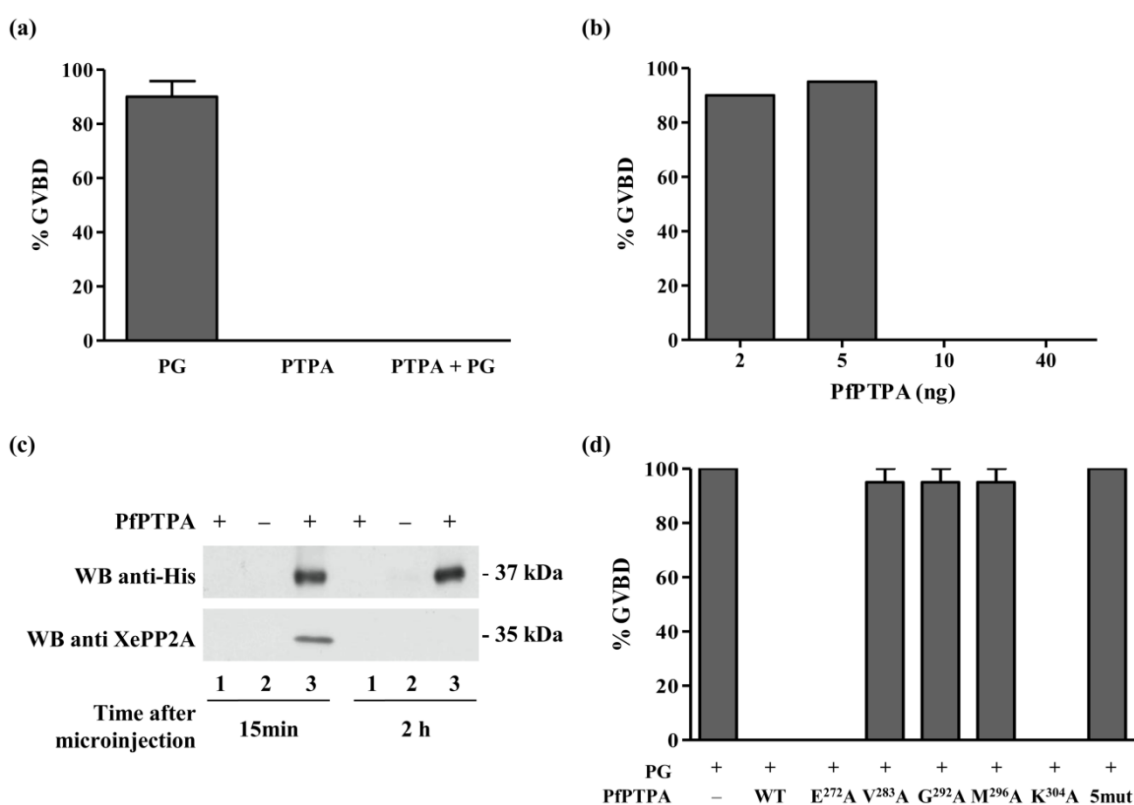 (a)
100
80
60
40
20
0
% GVBD
PG PTPA PTPA + PG
(b)
100
80
60
40
20
0
% GVBD
2 5 10 40
PfPTPA (ng)
(c)
PfPTPA + – + + – +
WB anti-His - 37 kDa
WB anti XePP2A - 35 kDa
1 2 3 1 2 3
Time after
microinjection
15min 2 h
(d)
100
80
60
40
20
0
% GVBD
PG + + + + + + + +
PfPTPA – WT E²⁷²A V²⁸³A G²⁹²A M²⁹⁶A K³⁰⁴A 5mut